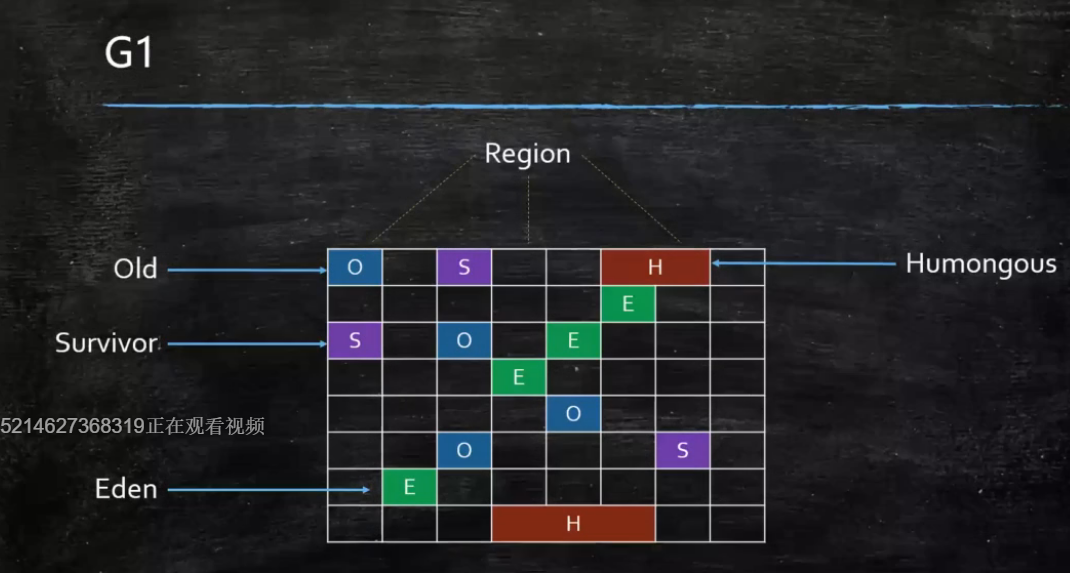 G1
Region
Old
O
S
H
Humongous
E
Survivor
S
O
E
E
O
5214627368319正在观看视频
O
S
Eden
E
H